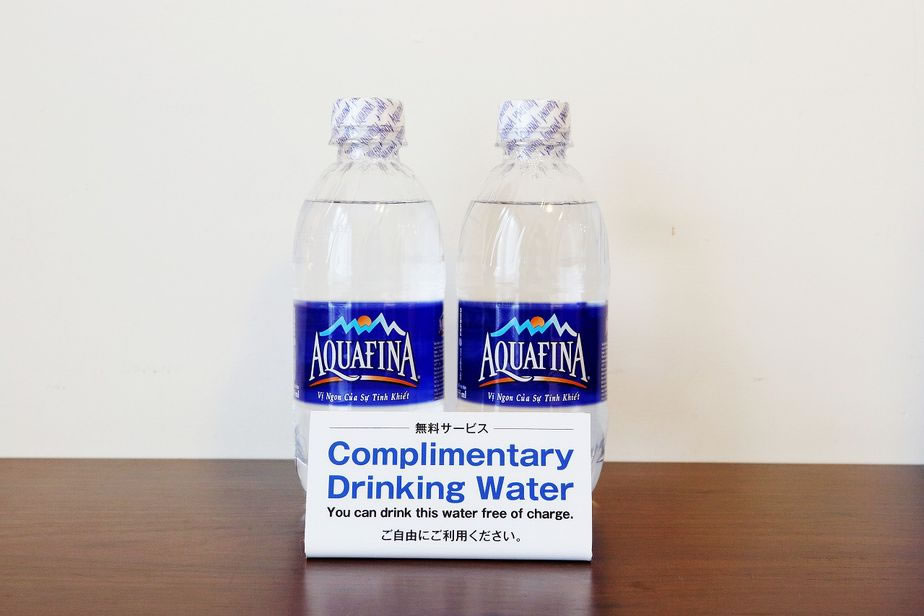 AQUAFINA
Vị Ngon Của Sự Tinh Khiết
AQUAFINA
Vị Ngon Của Sự Tinh Khiết
無料サービス
Complimentary
Drinking Water
You can drink this water free of charge.
ご自由にご利用ください。